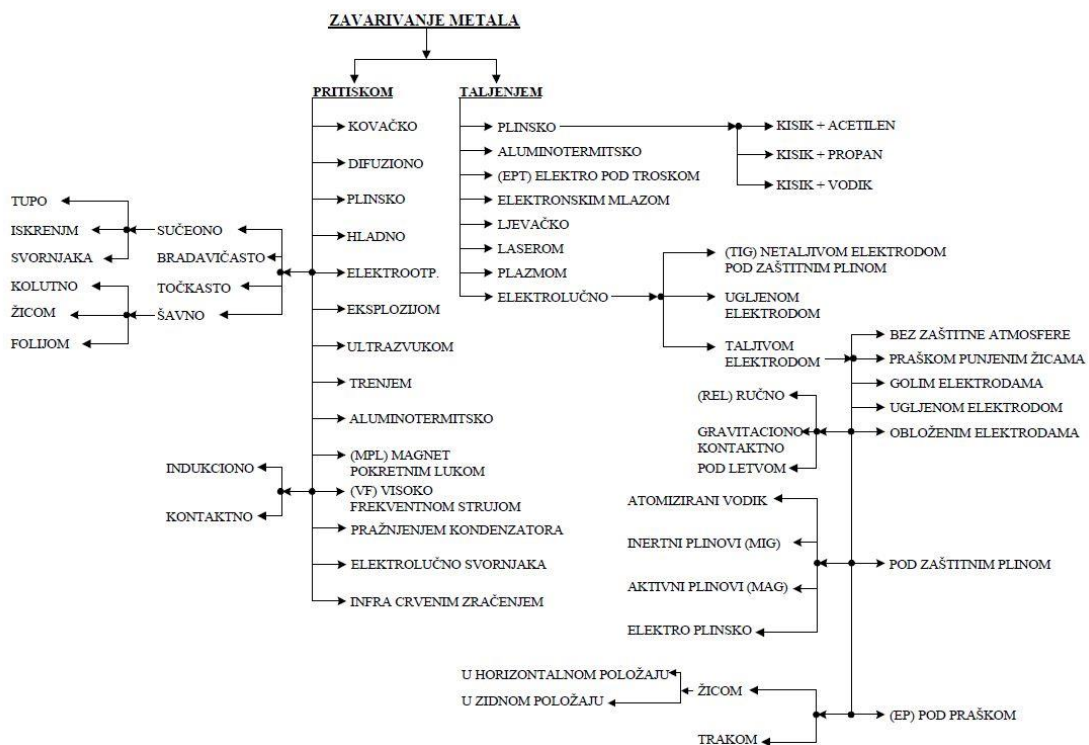 ZAVARIVANJE METALA
PRITISKOM
TALJENJEM
KOVAČKO
DIFUZIONO
PLINSKO
HLADNO
ELEKTROOTP.
EKSPLOZIJOM
ULTRAZVUKOM
TRENJEM
ALUMINOTERMITSKO
(MPL) MAGNET
POKRETNIM LUKOM
(VF) VISOKO
FREKVENTNOM STRUJOM
PRAŽNJENJEM KONDENZATORA
ELEKTROLUČNO SVORNJAKA
INFRA CRVENIM ZRAČENJEM
SUČEONO
BRADAVIČASTO
TOČKASTO
ŠAVNO
TUPO
ISKRENJM
SVORNJAKA
KOLUTNO
ŽICOM
FOLIJOM
INDUKCIONO
KONTAKTNO
PLINSKO
ALUMINOTERMITSKO
(EPT) ELEKTRO POD TROSKOM
ELEKTRONSKIM MLAZOM
LJEVAČKO
LASEROM
PLAZMOM
ELEKTROLUČNO
KISIK + ACETILEN
KISIK + PROPAN
KISIK + VODIK
(TIG) NETALJIVOM ELEKTRODOM
POD ZAŠTITNIM PLINOM
UGLJENOM
ELEKTRODOM
TALJIVOM
ELEKTRODOM
BEZ ZAŠTITNE ATMOSFERE
PRAŠKOM PUNJENIM ŽICAMA
GOLIM ELEKTRODAMA
UGLJENOM ELEKTRODOM
OBLOŽENIM ELEKTRODAMA
(REL) RUČNO
GRAVITACIONO
KONTAKTNO
POD LETVOM
POD ZAŠTITNIM PLINOM
ATOMIZIRANI VODIK
INERTNI PLINOVI (MIG)
AKTIVNI PLINOVI (MAG)
ELEKTRO PLINSKO
(EP) POD PRAŠKOM
ŽICOM
TRAKOM
U HORIZONTALNOM POLOŽAJU
U ZIDNOM POLOŽAJU